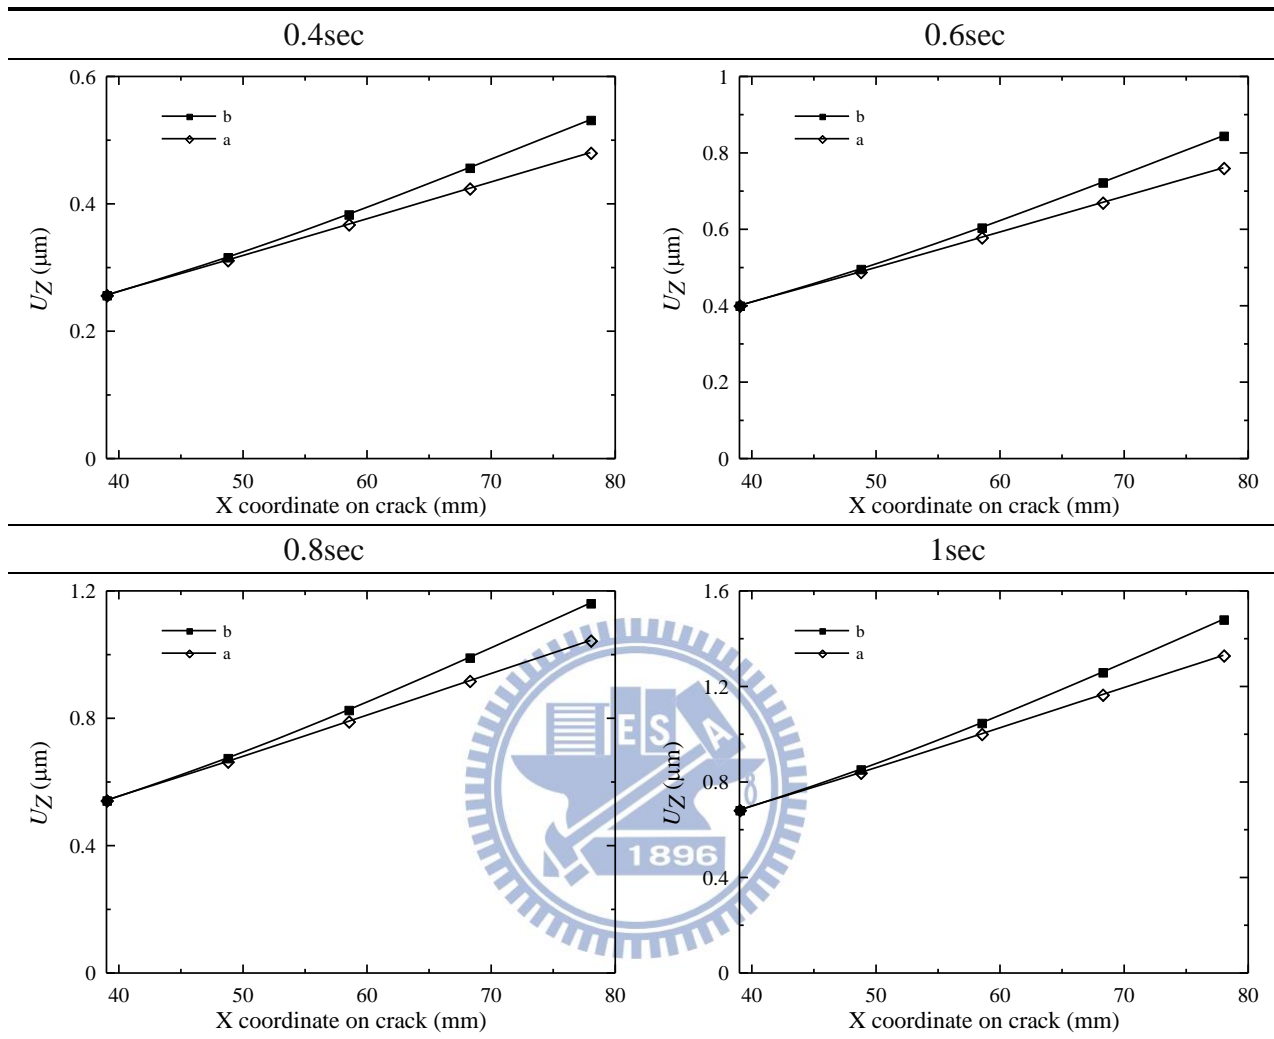 0.4sec
0.6sec
0.6
0.4
0.2
0
b
a
UZ (μm)
40 50 60 70 80
X coordinate on crack (mm)
1
0.8
0.6
0.4
0.2
0
b
a
UZ (μm)
40 50 60 70 80
X coordinate on crack (mm)
0.8sec
1sec
1.2
0.8
0.4
0
b
a
UZ (μm)
40 50 60 70 80
X coordinate on crack (mm)
1.6
1.2
0.8
0.4
0
b
a
UZ (μm)
40 50 60 70 80
X coordinate on crack (mm)
E S A
1896